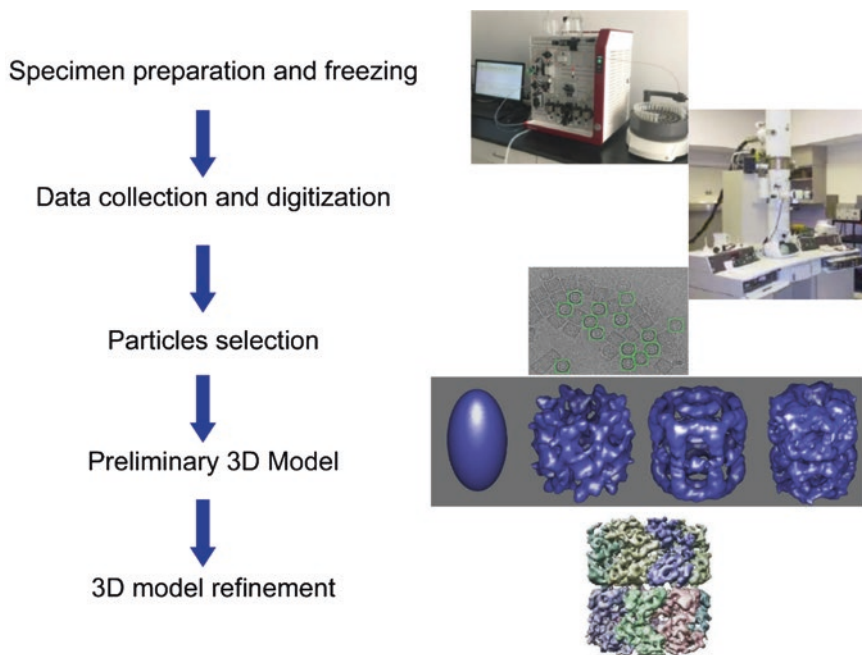 Specimen preparation and freezing
Data collection and digitization
Particles selection
Preliminary 3D Model
3D model refinement